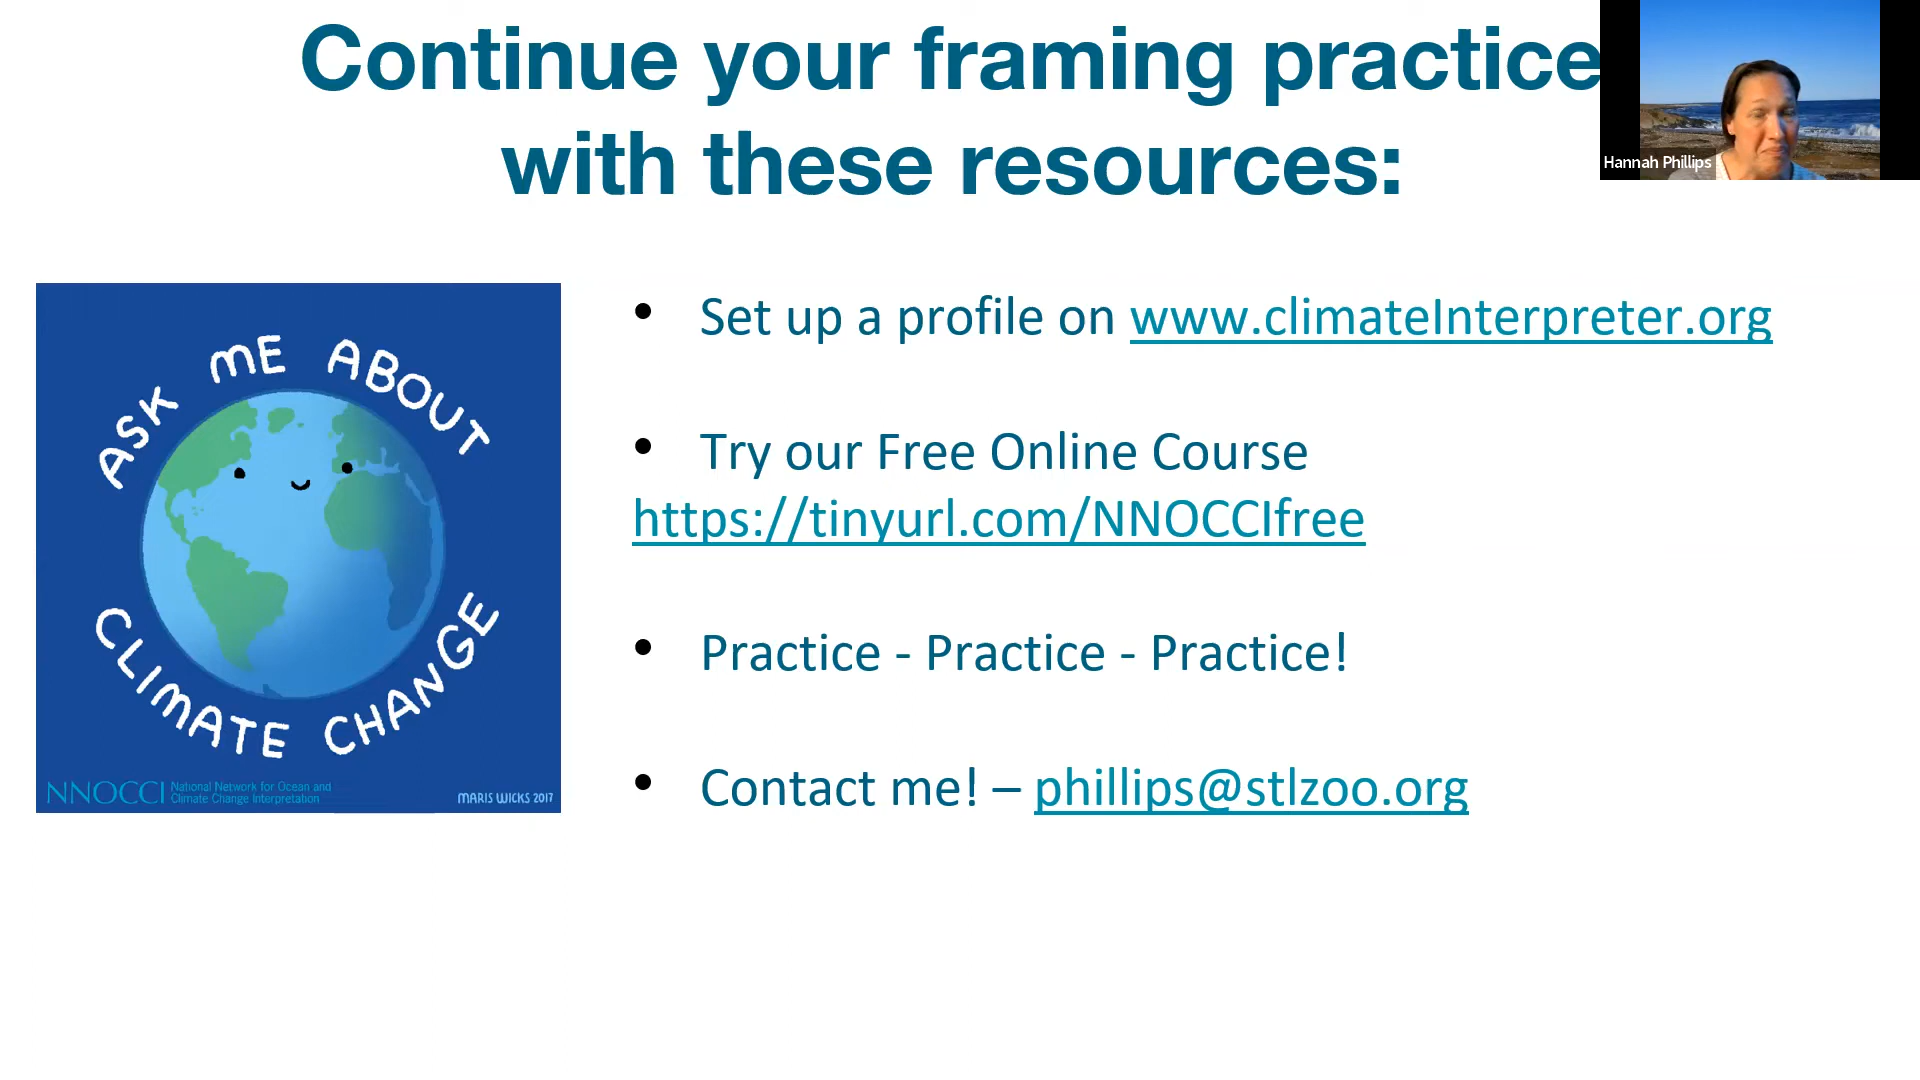 Continue your framing practice
with these resources:
Hannah Phillips
ASK ME ABOUT
CLIMATE CHANGE
NNOCCI National Network for Ocean and
Climate Change Interpretation
MARIS WICKS 2017
• Set up a profile on www.climateInterpreter.org
• Try our Free Online Course
https://tinyurl.com/NNOCCIfree
• Practice - Practice - Practice!
• Contact me! – phillips@stlzoo.org